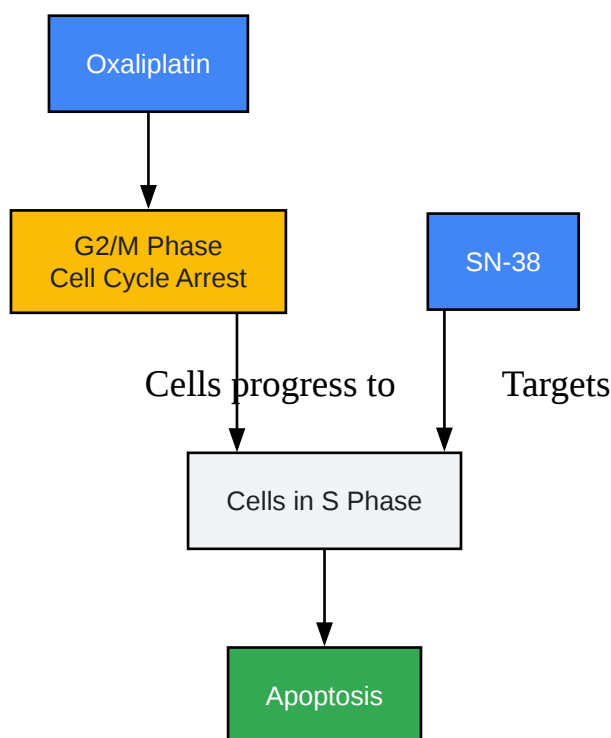 Oxaliplatin
G2/M Phase
Cell Cycle Arrest
SN-38
Cells progress to
Targets
Cells in S Phase
Apoptosis